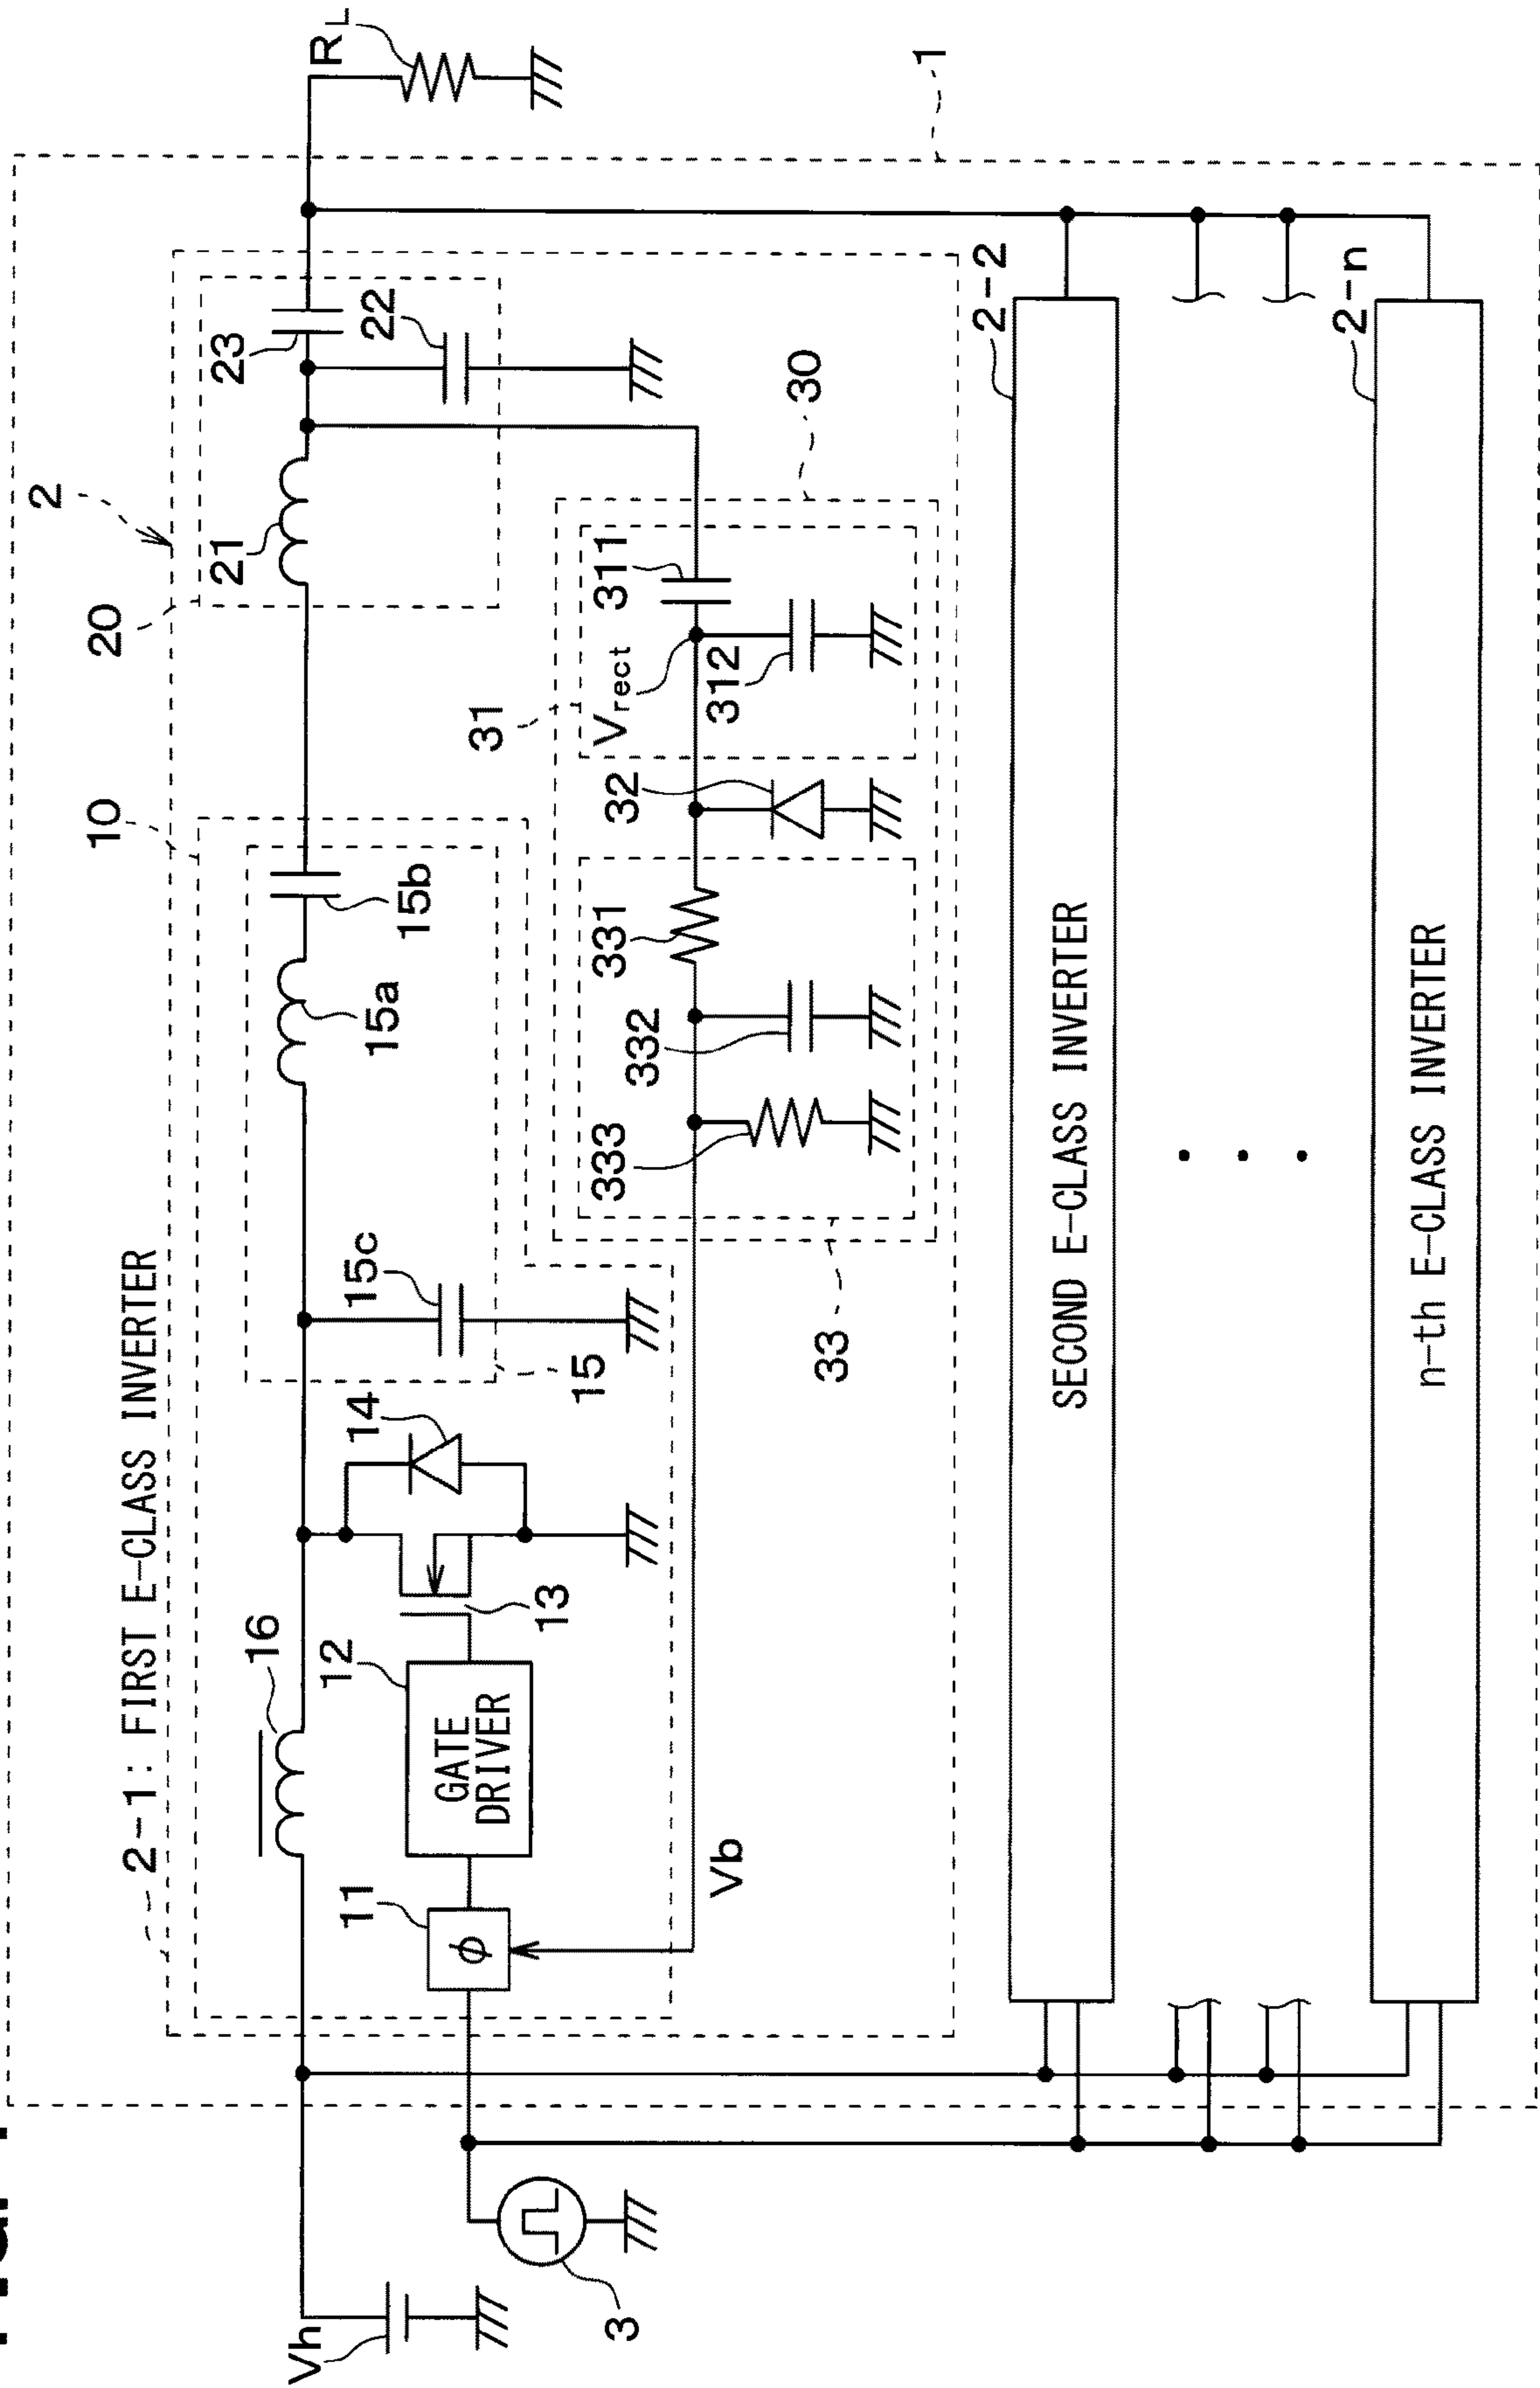 2-1: FIRST E-CLASS INVERTER
10
20
2
16
15a
15b
21
23
R_L
14
15c
22
12
GATE
DRIVER
13
15
11
φ
Vh
3
Vb
31
30
1
333
332
331
32
V_rect
311
312
33
2-2
SECOND E-CLASS INVERTER
2-n
n-th E-CLASS INVERTER